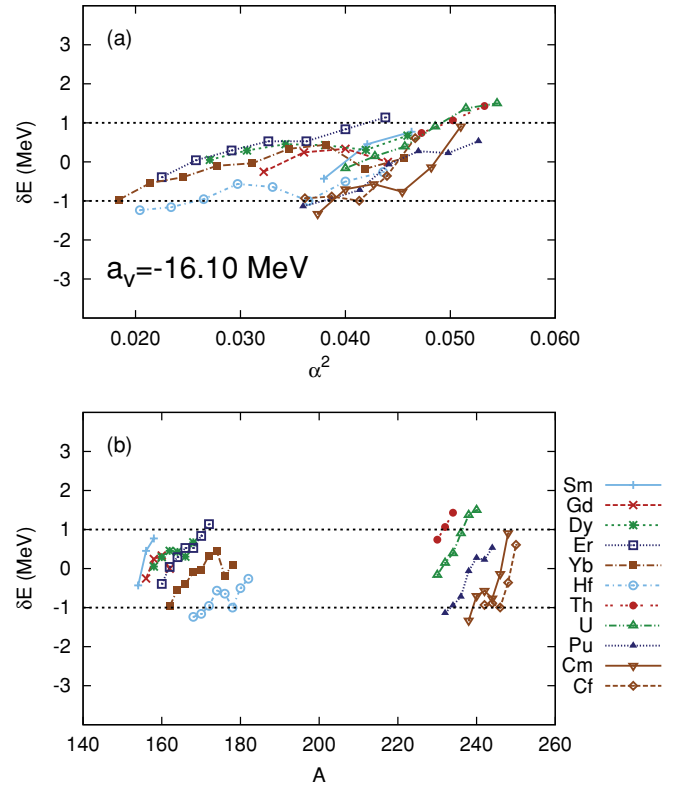 (a)
3
2
1
0
-1
-2
-3
δE (MeV)
a_v=-16.10 MeV
0.020 0.030 0.040 0.050 0.060
α²
(b)
3
2
1
0
-1
-2
-3
δE (MeV)
140 160 180 200 220 240 260
A
Sm
Gd
Dy
Er
Yb
Hf
Th
U
Pu
Cm
Cf